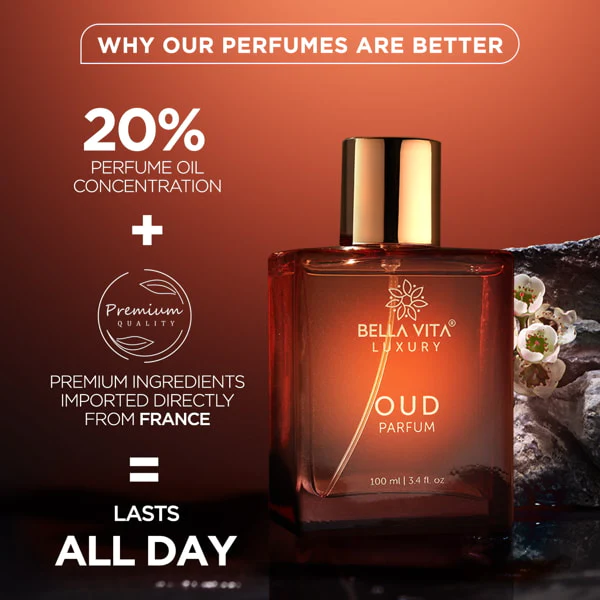 WHY OUR PERFUMES ARE BETTER
20%
PERFUME OIL
CONCENTRATION
+
Premium
QUALITY
PREMIUM INGREDIENTS
IMPORTED DIRECTLY
FROM FRANCE
=
LASTS
ALL DAY
BELLA VITA®
LUXURY
OUD
PARFUM
100 ml | 3.4 fl. oz